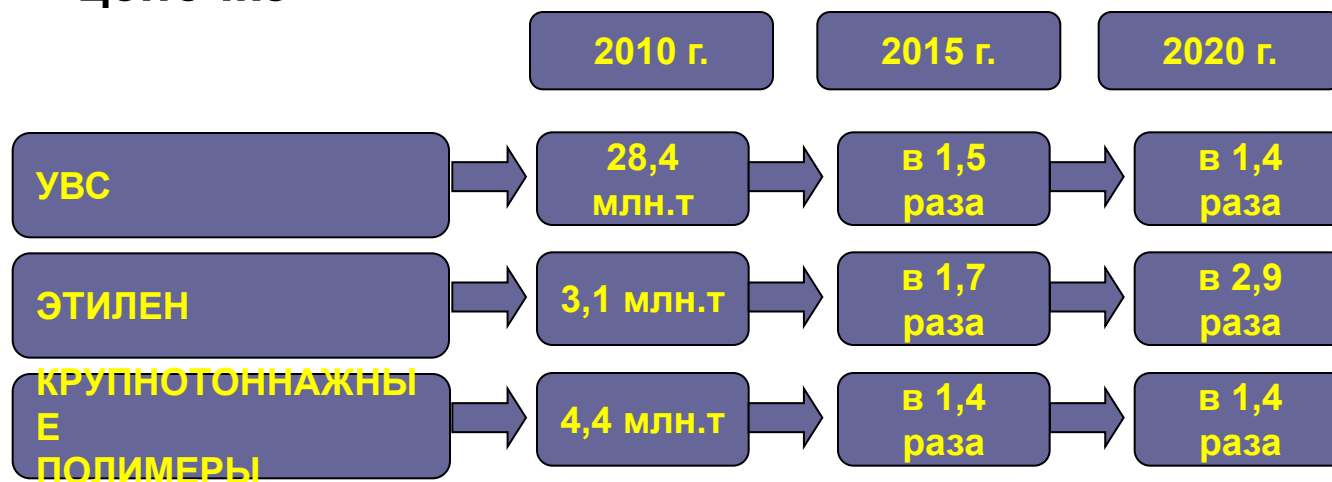 2010 г.
2015 г.
2020 г.
УВС
28,4
млн.т
в 1,5
раза
в 1,4
раза
ЭТИЛЕН
3,1 млн.т
в 1,7
раза
в 2,9
раза
КРУПНОТОННАЖНЫ
Е
ПОЛИМЕРЫ
4,4 млн.т
в 1,4
раза
в 1,4
раза